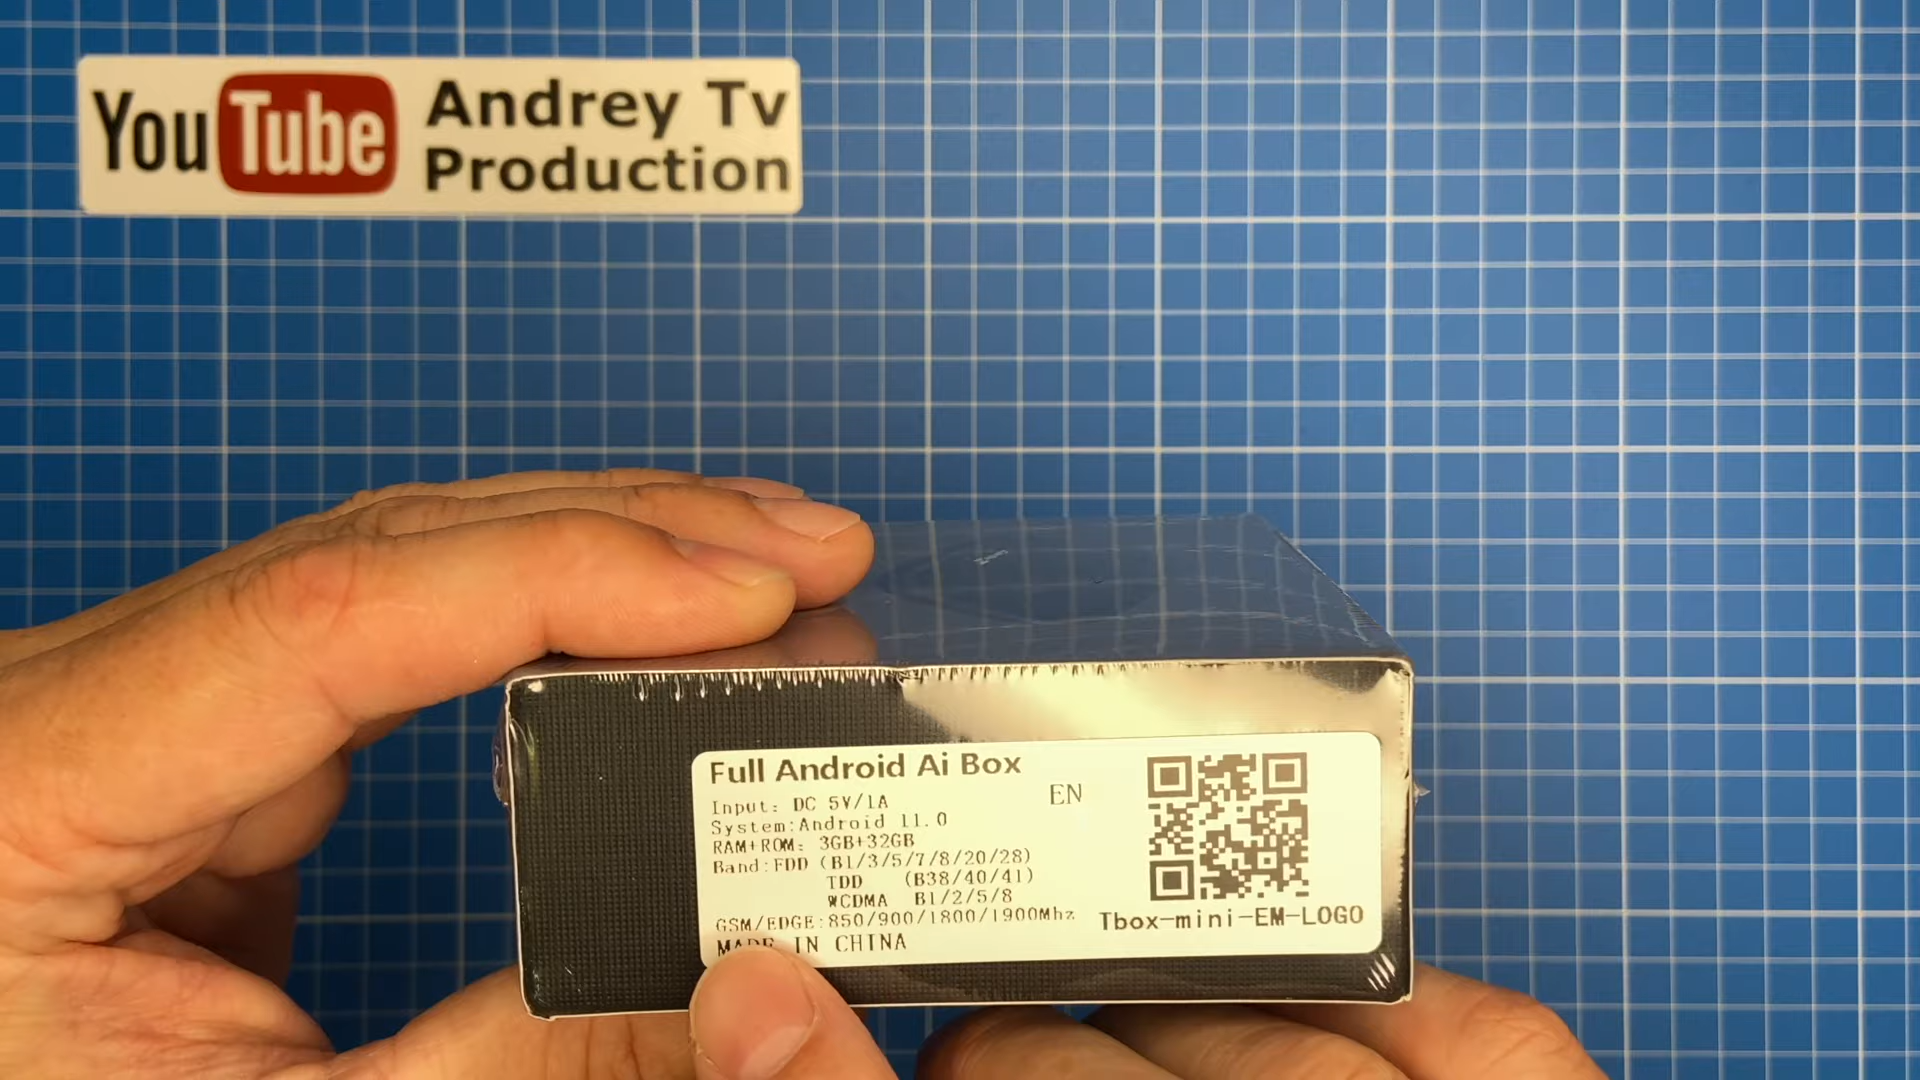 YouTube
Andrey Tv
Production
Full Android Ai Box
EN
Input: DC 5V/1A
System:Android 11.0
RAM+ROM: 3GB+32GB
Band:FDD (B1/3/5/7/8/20/28)
TDD (B38/40/41)
WCDMA B1/2/5/8
GSM/EDGE:850/900/1800/1900Mhz
MADE IN CHINA
Tbox-mini-EM-LOGO